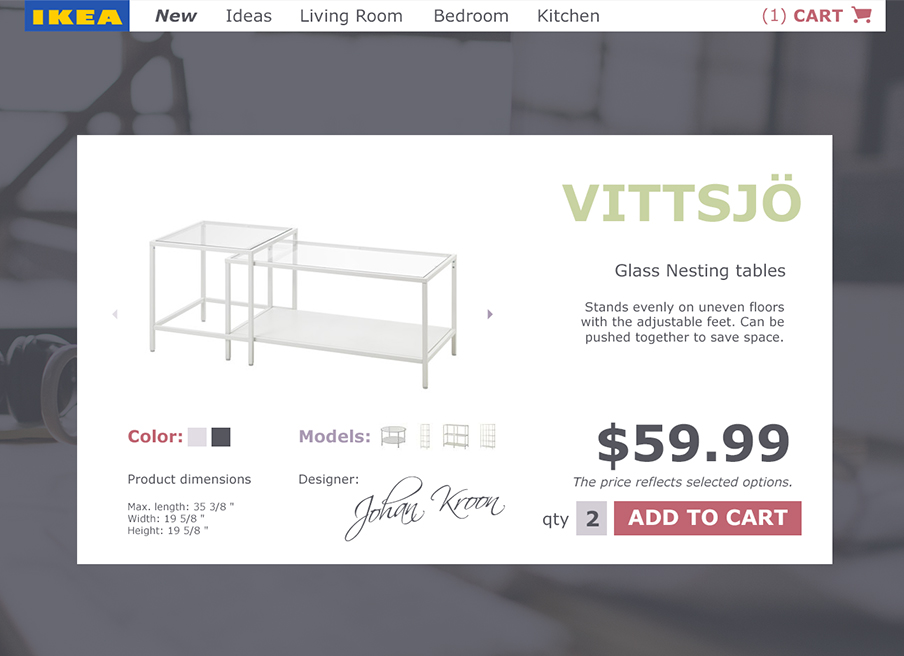 IKEA New Ideas Living Room Bedroom Kitchen (1) CART
VITTSJÖ
Glass Nesting tables
Stands evenly on uneven floors
with the adjustable feet. Can be
pushed together to save space.
Color:
Models:
$59.99
The price reflects selected options.
Product dimensions
Max. length: 35 3/8 "
Width: 19 5/8 "
Height: 19 5/8 "
Designer:
Johan Kroon
qty 2 ADD TO CART